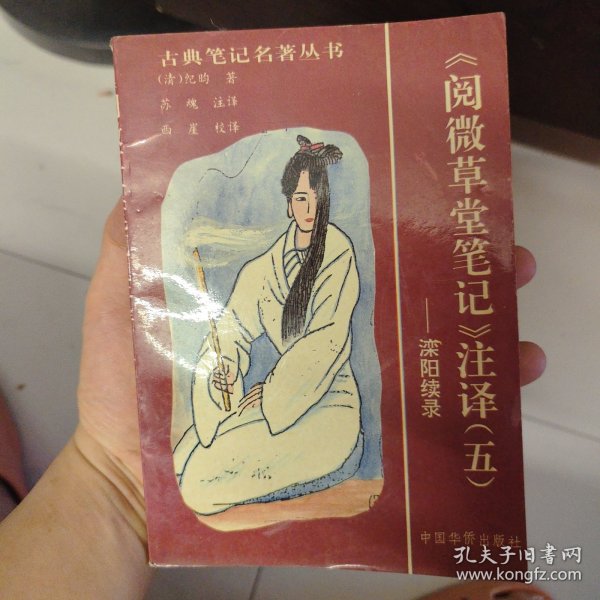 古典笔记名著丛书
(清)纪昀 著
苏魂 注译
西崖 校译
《阅微草堂笔记》注译(五)
——滦阳续录
中国华侨出版社
孔夫子旧书网
www.kongfz.com